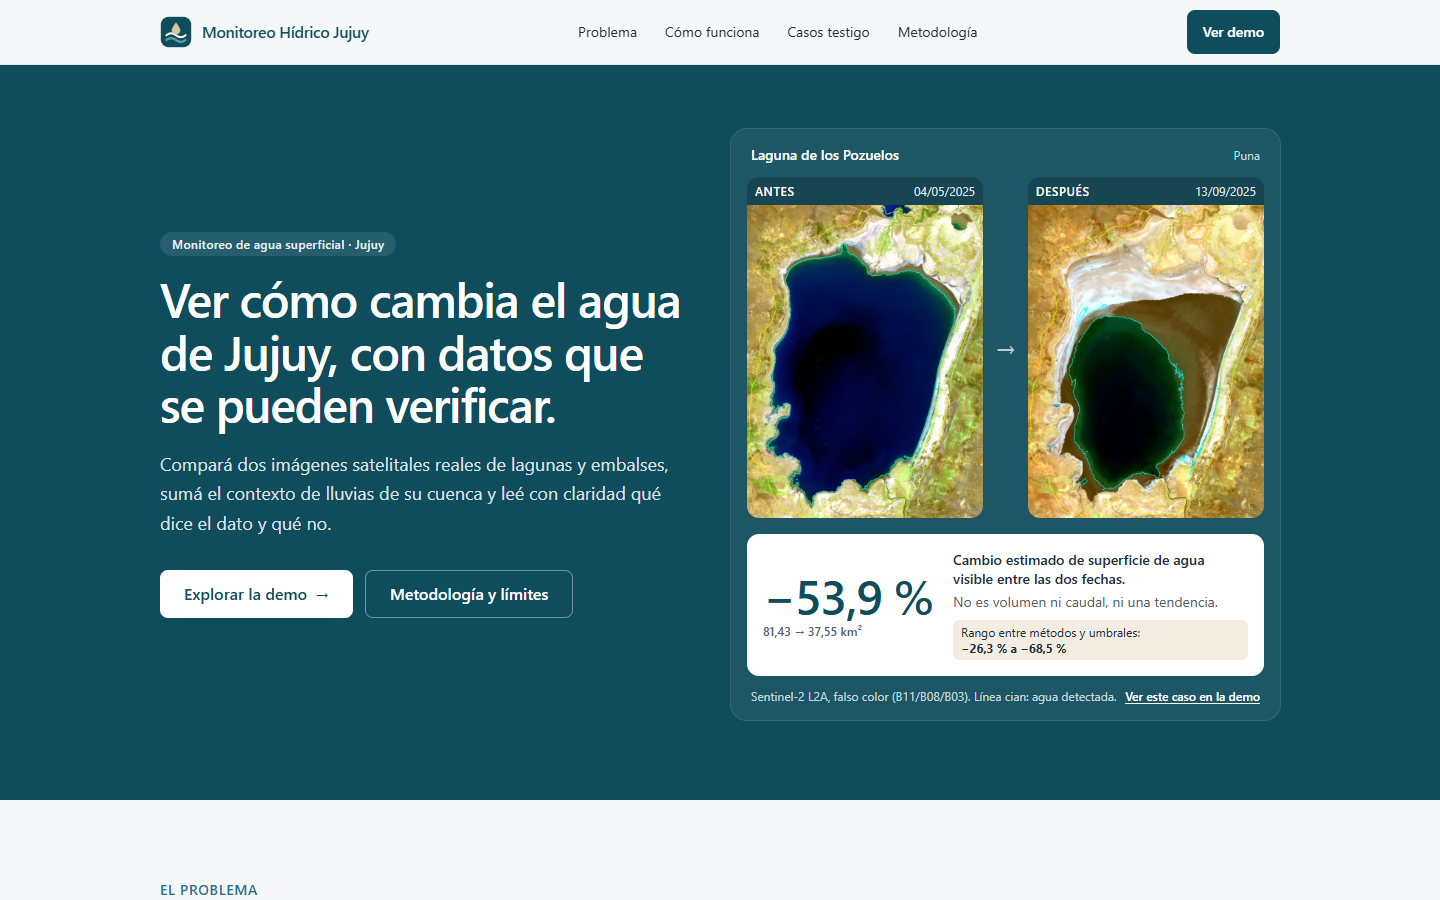 Monitoreo Hídrico Jujuy
Problema
Cómo funciona
Casos testigo
Metodología
Ver demo
Monitoreo de agua superficial · Jujuy
Ver cómo cambia el agua
de Jujuy, con datos que
se pueden verificar.
Compará dos imágenes satelitales reales de lagunas y embalses,
sumá el contexto de lluvias de su cuenca y leé con claridad qué
dice el dato y qué no.
Explorar la demo →
Metodología y límites
Laguna de los Pozuelos
Puna
ANTES
04/05/2025
→
DESPUÉS
13/09/2025
−53,9 %
81,43 → 37,55 km²
Cambio estimado de superficie de agua
visible entre las dos fechas.
No es volumen ni caudal, ni una tendencia.
Rango entre métodos y umbrales:
−26,3 % a −68,5 %
Sentinel-2 L2A, falso color (B11/B08/B03). Línea cian: agua detectada.
Ver este caso en la demo
EL PROBLEMA